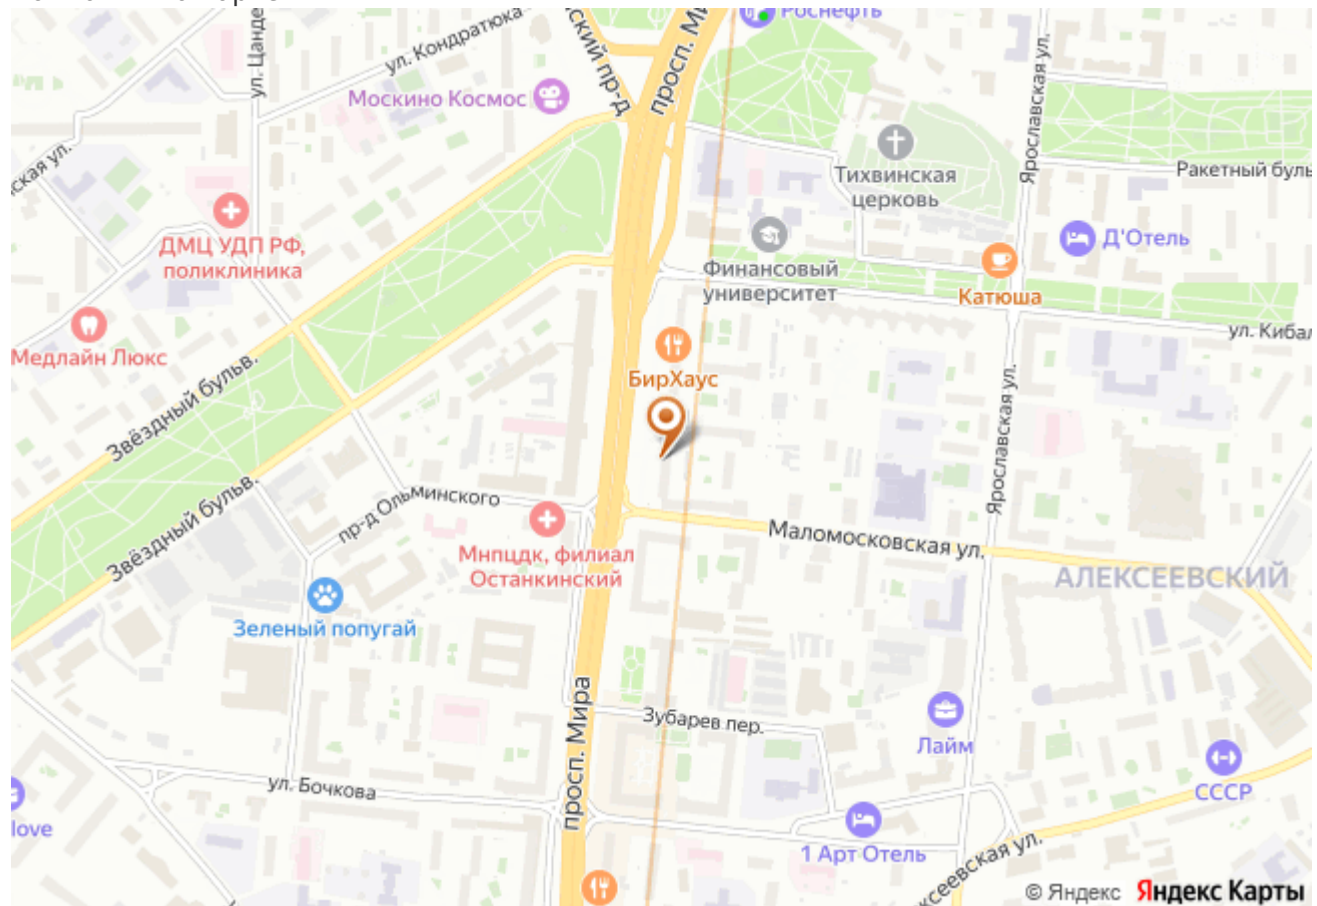 Роснефть
ул. Кондратюка
ул. Цанде
ский пр-д
просп. Ми
Москино Космос
Ярославская ул.
ская ул.
Тихвинская
церковь
Ракетный буль
ДМЦ УДП РФ,
поликлиника
Д'Отель
Финансовый
университет
Катюша
ул. Кибал
Медлайн Люкс
БирХаус
Звёздный бульв.
Ярославская ул.
пр-д Ольминского
Звёздный бульв.
Мнпцдк, филиал
Останкинский
Маломосковская ул.
АЛЕКСЕЕВСКИЙ
Зеленый попугай
просп. Мира
Зубарев пер.
Лайм
ул. Бочкова
СССР
love
1 Арт Отель
ксеевская ул.
© Яндекс Яндекс Карты